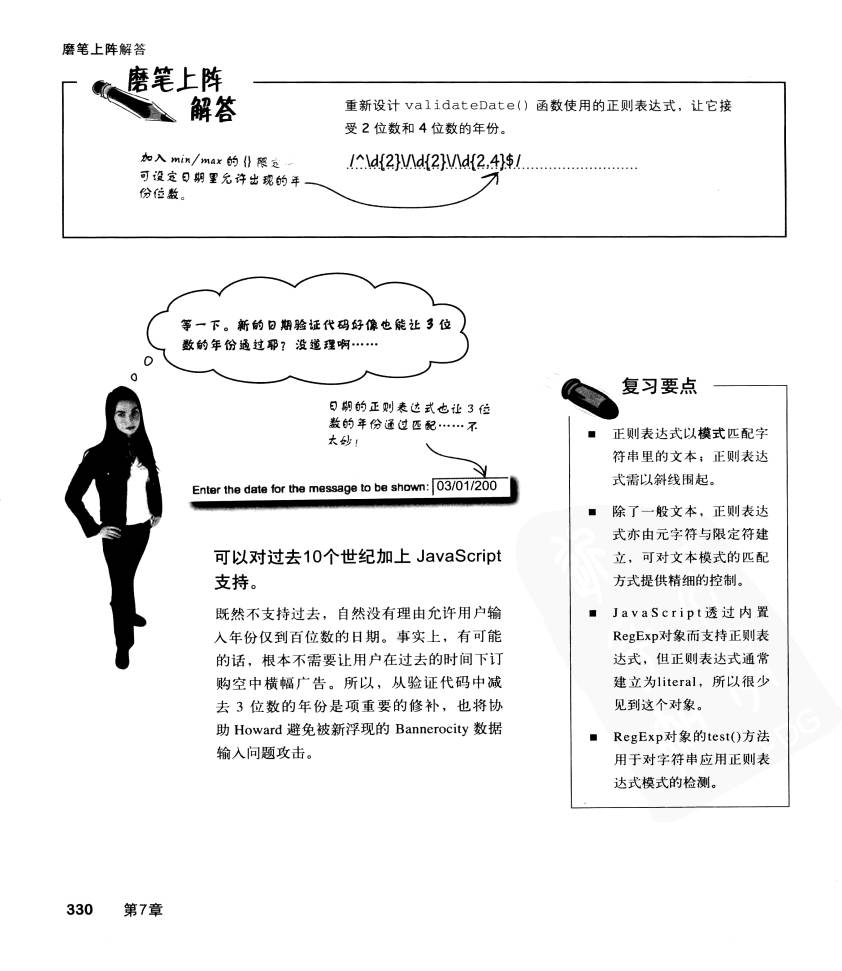 磨笔上阵解答
磨笔上阵
解答
重新设计 validateDate() 函数使用的正则表达式，让它接
受 2 位数和 4 位数的年份。
加入 min/max 的 {} 限定
可设定日期里允许出现的年
份位数。
/^\d{2}\/\d{2}\/\d{2,4}$/
等一下。新的日期验证代码好像也能让 3 位
数的年份通过耶？没道理啊……
日期的正则表达式也让 3 位
数的年份通过匹配……不
太妙！
Enter the date for the message to be shown: 03/01/200
可以对过去10个世纪加上 JavaScript
支持。
既然不支持过去，自然没有理由允许用户输
入年份仅到百位数的日期。事实上，有可能
的话，根本不需要让用户在过去的时间下订
购空中横幅广告。所以，从验证代码中减
去 3 位数的年份是项重要的修补，也将协
助 Howard 避免被新浮现的 Bannerocity 数据
输入问题攻击。
复习要点
■ 正则表达式以模式匹配字
符串里的文本；正则表达
式需以斜线围起。
■ 除了一般文本，正则表达
式亦由元字符与限定符建
立，可对文本模式的匹配
方式提供精细的控制。
■ JavaScript透过内置
RegExp对象而支持正则表
达式，但正则表达式通常
建立为literal，所以很少
见到这个对象。
■ RegExp对象的test()方法
用于对字符串应用正则表
达式模式的检测。
330 第7章